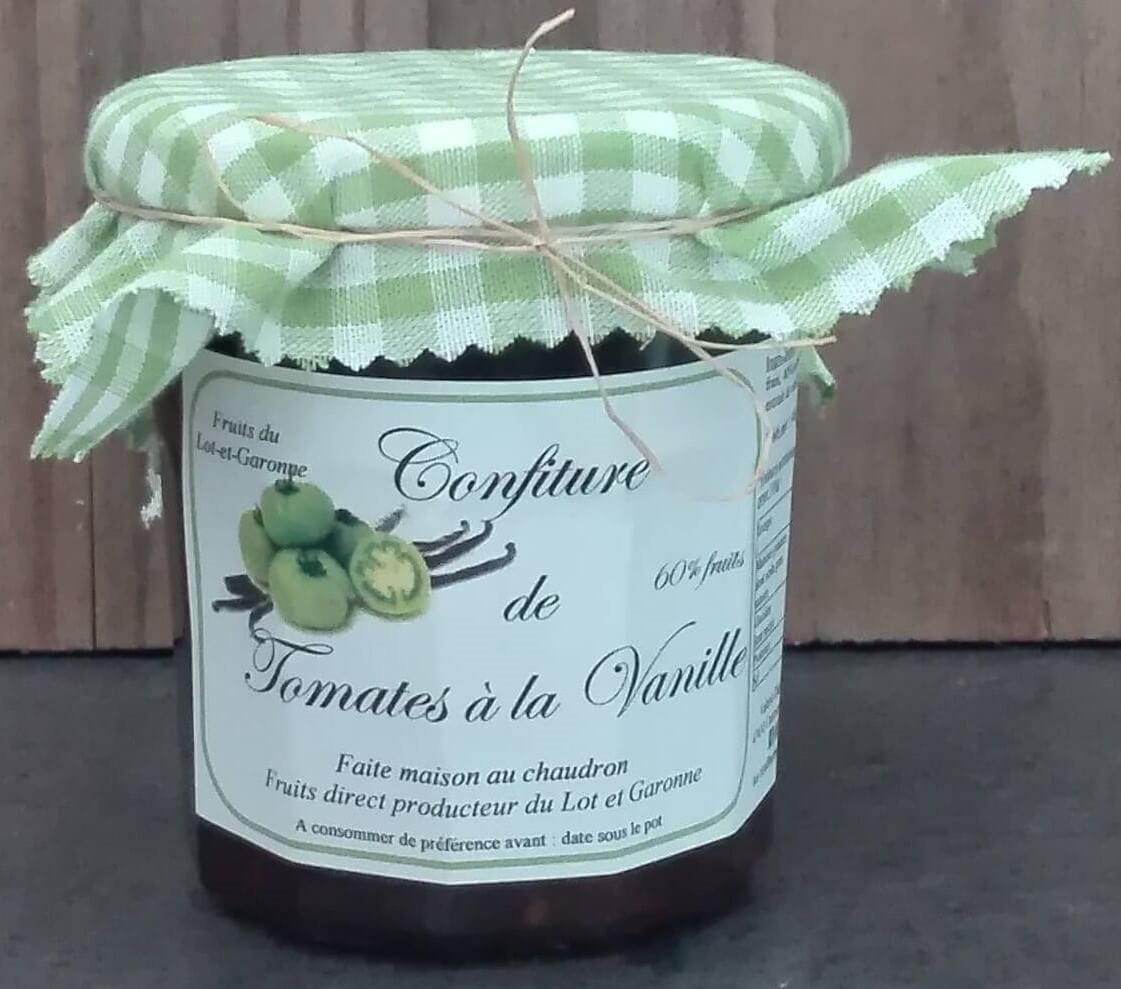 Fruits du
Lot-et-Garonne
Confiture
de
60% fruits
Tomates à la Vanille
Faite maison au chaudron
Fruits direct producteur du Lot et Garonne
A consommer de préférence avant : date sous le pot